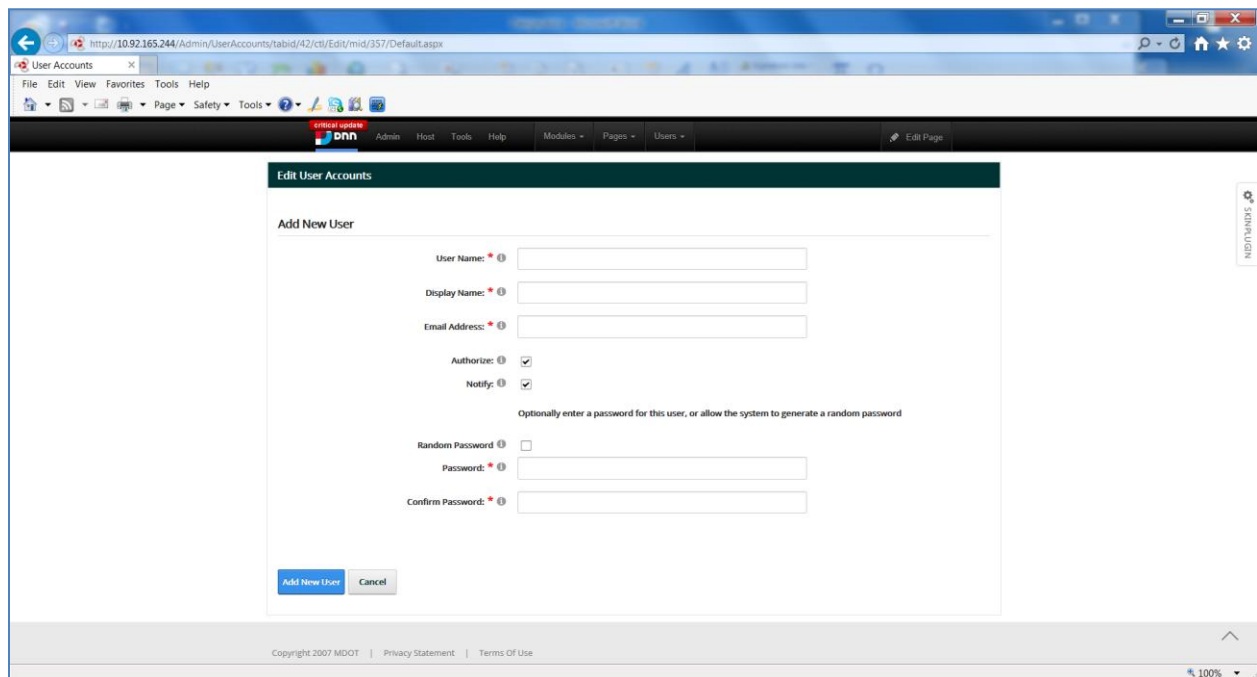 http://10.92.165.244/Admin/UserAccounts/tabid/42/ctl/Edit/mid/357/Default.aspx
User Accounts
File Edit View Favorites Tools Help
Page Safety Tools
critical update
DNN Admin Host Tools Help Modules Pages Users Edit Page
Edit User Accounts
SKINPLUGIN
Add New User
User Name: *
Display Name: *
Email Address: *
Authorize:
Notify:
Optionally enter a password for this user, or allow the system to generate a random password
Random Password
Password: *
Confirm Password: *
Add New User Cancel
Copyright 2007 MDOT | Privacy Statement | Terms Of Use
100%